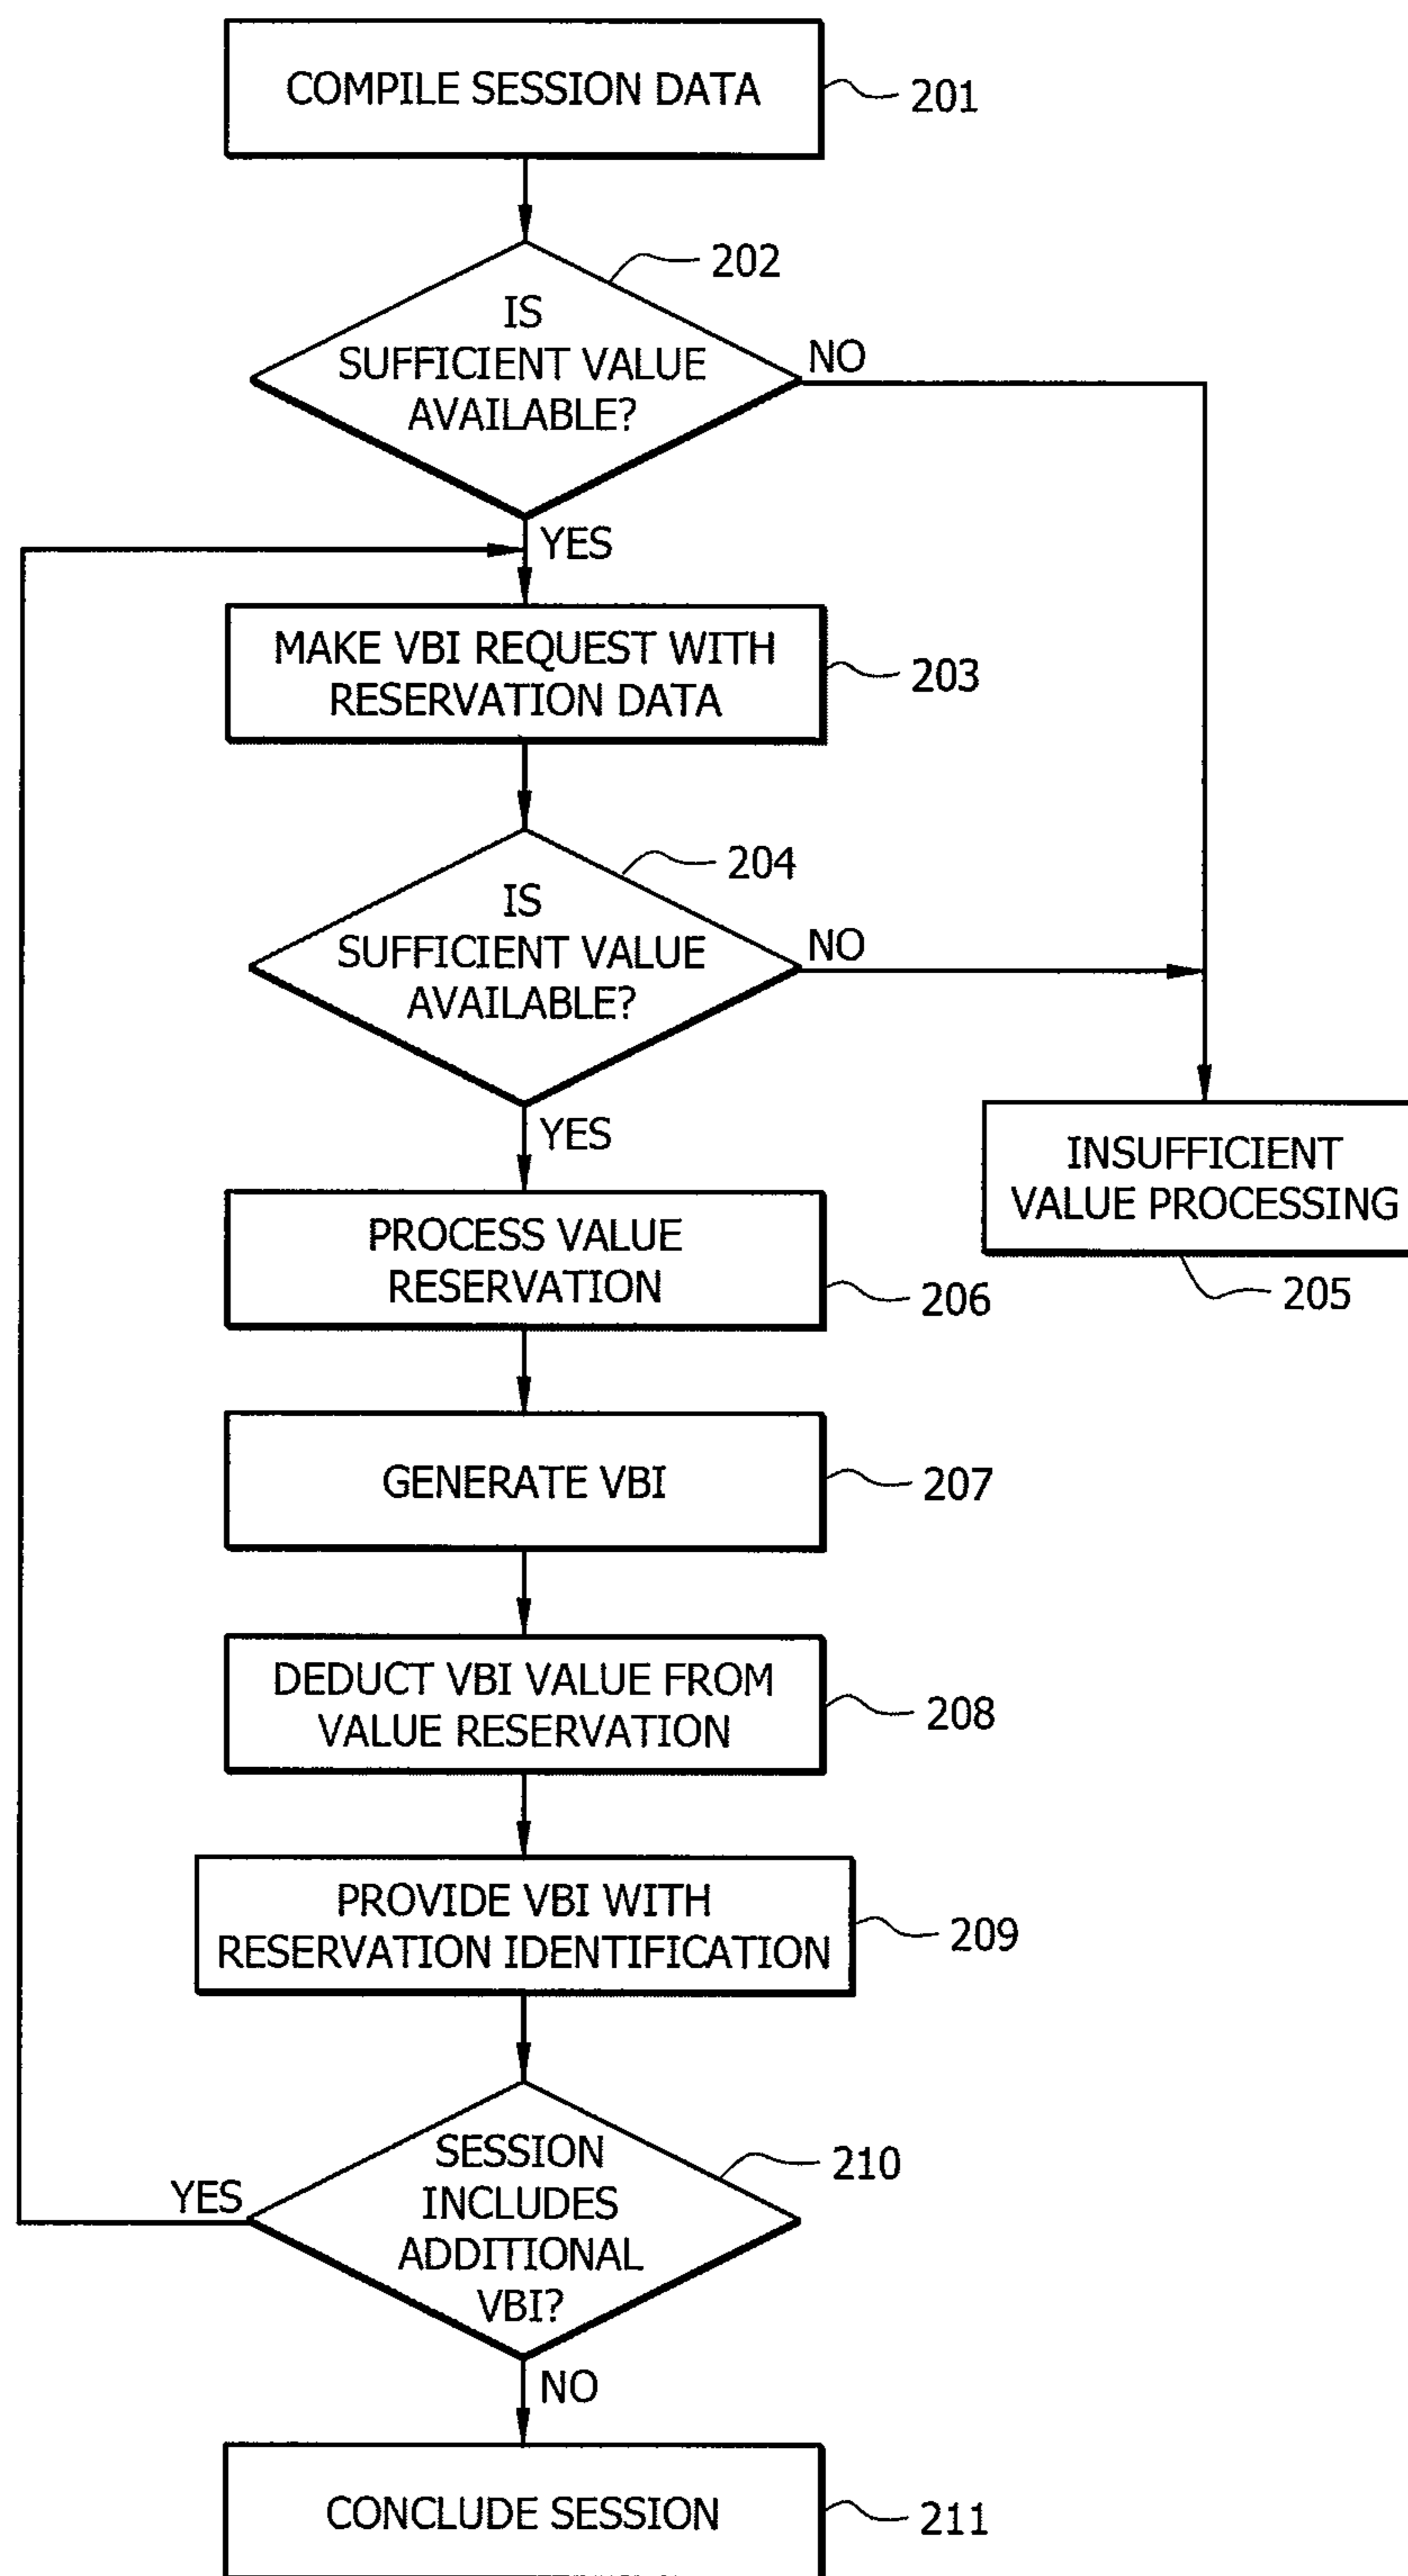 COMPILE SESSION DATA
201
202
IS
SUFFICIENT VALUE
AVAILABLE?
NO
YES
MAKE VBI REQUEST WITH
RESERVATION DATA
203
204
IS
SUFFICIENT VALUE
AVAILABLE?
NO
YES
INSUFFICIENT
VALUE PROCESSING
205
PROCESS VALUE
RESERVATION
206
GENERATE VBI
207
DEDUCT VBI VALUE FROM
VALUE RESERVATION
208
PROVIDE VBI WITH
RESERVATION IDENTIFICATION
209
SESSION
INCLUDES
ADDITIONAL
VBI?
210
YES
NO
CONCLUDE SESSION
211